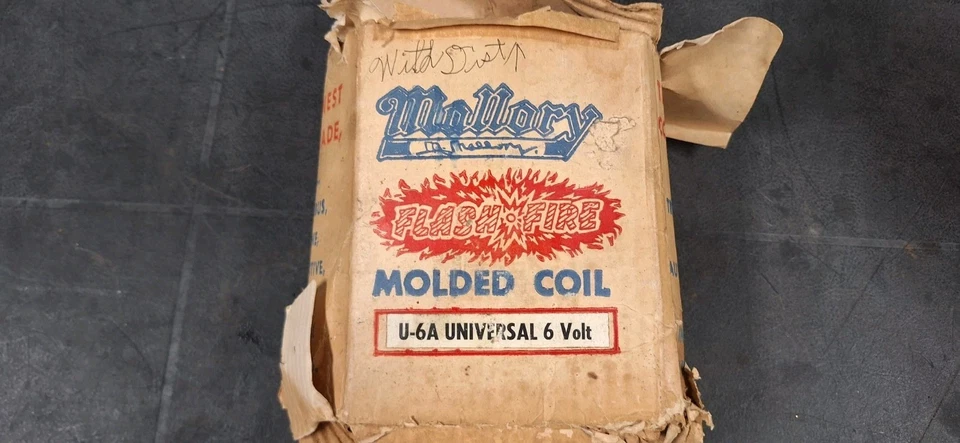 With Dist
Mallory
FLASH FIRE
MOLDED COIL
U-6A UNIVERSAL 6 Volt